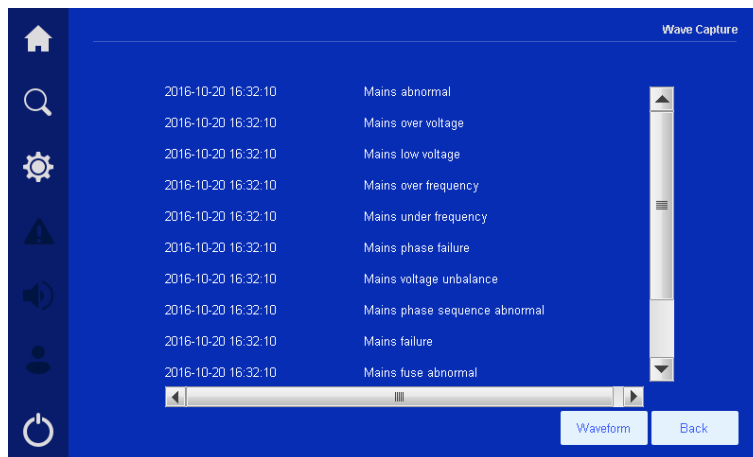 Wave Capture
2016-10-20 16:32:10 Mains abnormal
2016-10-20 16:32:10 Mains over voltage
2016-10-20 16:32:10 Mains low voltage
2016-10-20 16:32:10 Mains over frequency
2016-10-20 16:32:10 Mains under frequency
2016-10-20 16:32:10 Mains phase failure
2016-10-20 16:32:10 Mains voltage unbalance
2016-10-20 16:32:10 Mains phase sequence abnormal
2016-10-20 16:32:10 Mains failure
2016-10-20 16:32:10 Mains fuse abnormal
Waveform Back